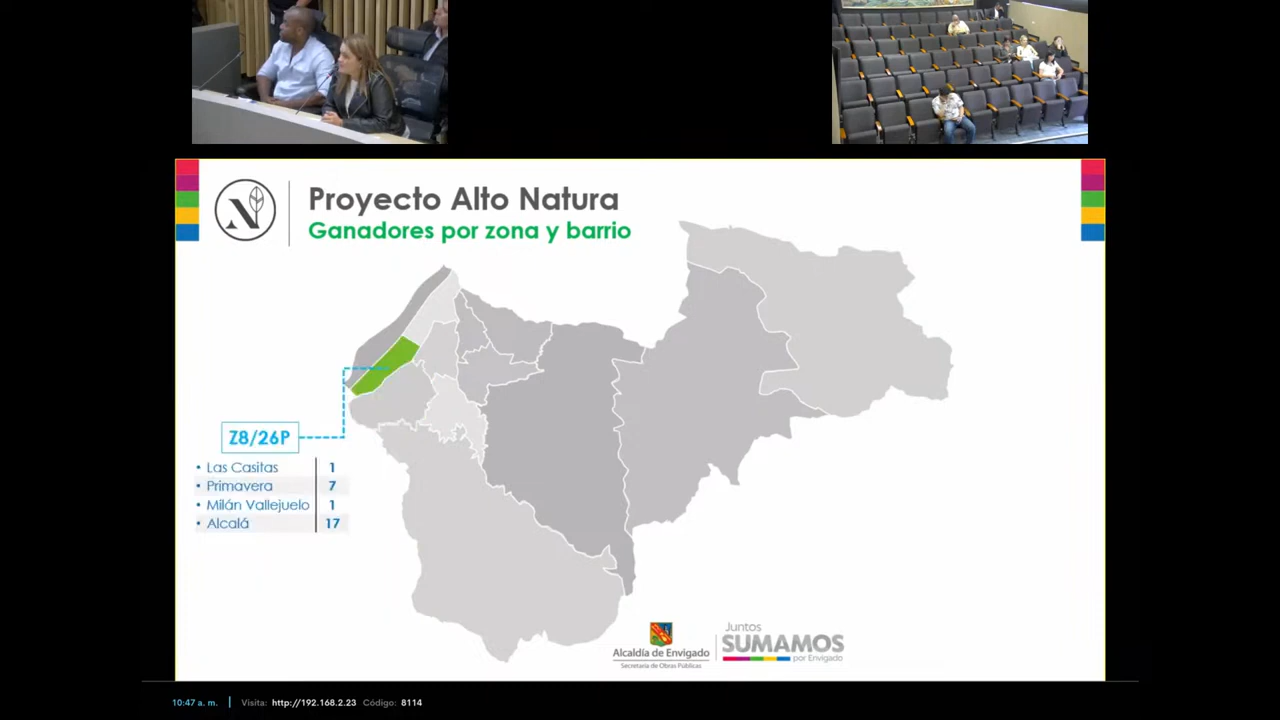 Proyecto Alto Natura
Ganadores por zona y barrio
N
Z8/26P
• Las Casitas 1
• Primavera 7
• Milán Vallejuelo 1
• Alcalá 17
Alcaldía de Envigado
Secretaría de Obras Públicas
Juntos
SUMAMOS
por Envigado
10:47 a. m. | Visita: http://192.168.2.23 Código: 8114